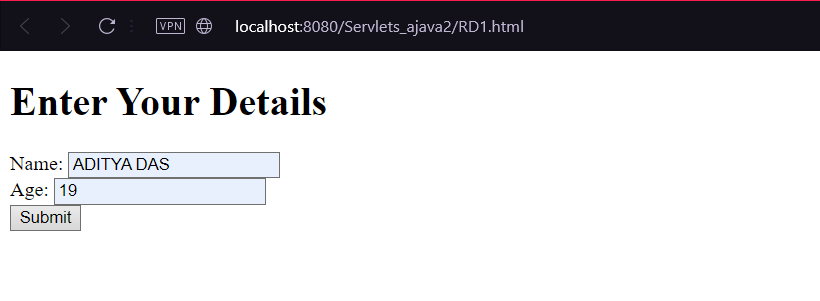 VPN localhost:8080/Servlets_ajava2/RD1.html
Enter Your Details
Name: ADITYA DAS
Age: 19
Submit